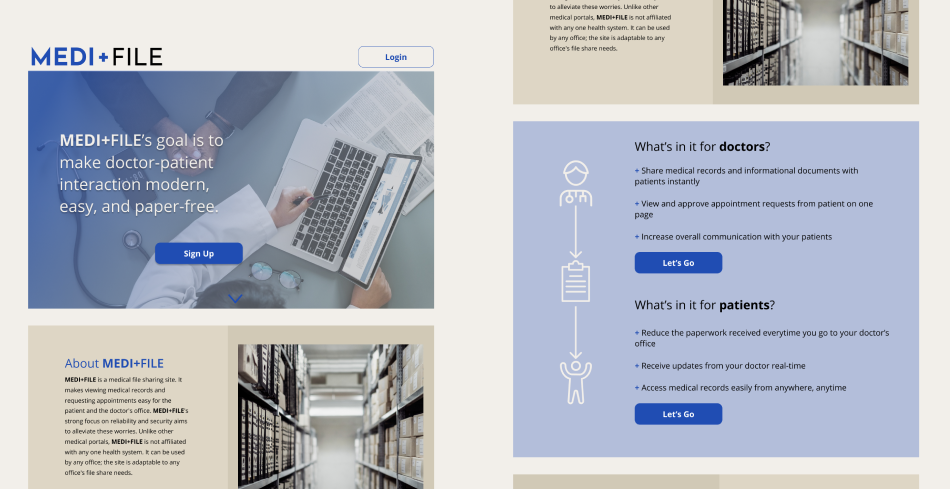 MEDI+FILE
Login
MEDI+FILE's goal is to
make doctor-patient
interaction modern,
easy, and paper-free.
Sign Up
About MEDI+FILE
MEDI+FILE is a medical file sharing site. It
makes viewing medical records and
requesting appointments easy for the
patient and the doctor's office. MEDI+FILE's
strong focus on reliability and security aims
to alleviate these worries. Unlike other
medical portals, MEDI+FILE is not affiliated
with any one health system. It can be used
by any office; the site is adaptable to any
office's file share needs.
to alleviate these worries. Unlike other
medical portals, MEDI+FILE is not affiliated
with any one health system. It can be used
by any office; the site is adaptable to any
office's file share needs.
What's in it for doctors?
+ Share medical records and informational documents with
patients instantly
+ View and approve appointment requests from patient on one
page
+ Increase overall communication with your patients
Let's Go
What's in it for patients?
+ Reduce the paperwork received everytime you go to your doctor's
office
+ Receive updates from your doctor real-time
+ Access medical records easily from anywhere, anytime
Let's Go